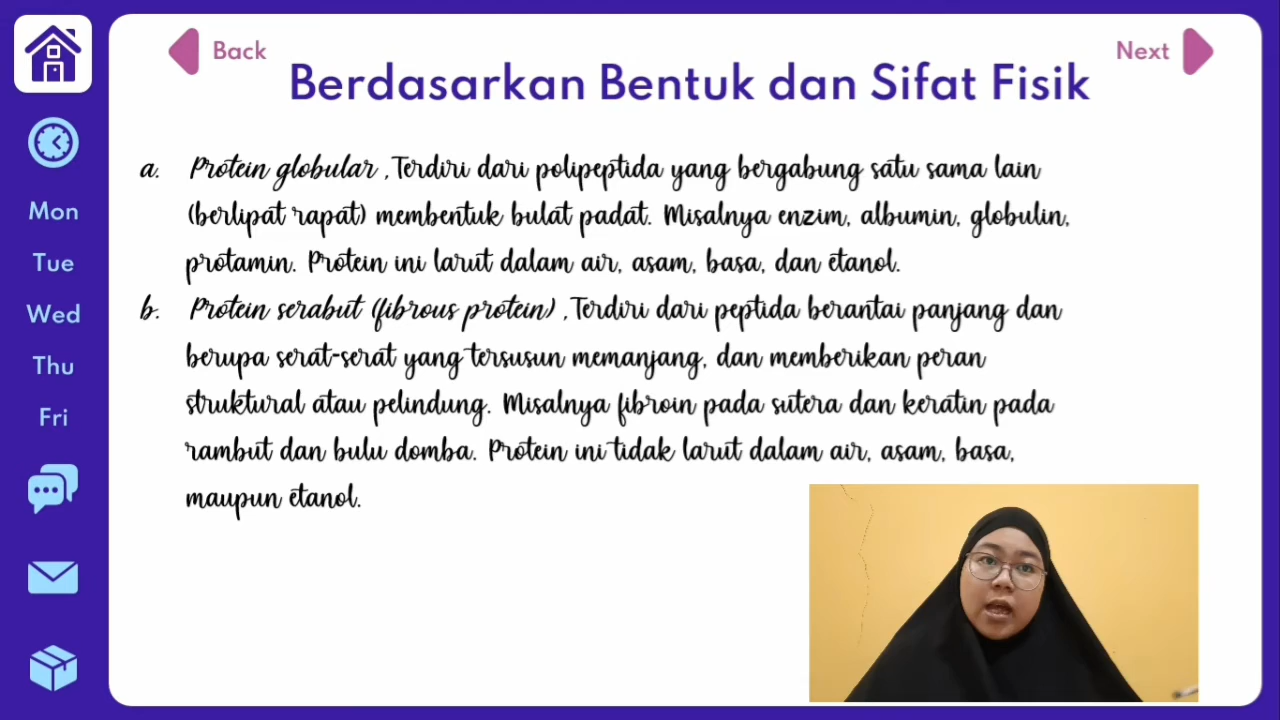 Back
Next
Berdasarkan Bentuk dan Sifat Fisik
a. Protein globular , Terdiri dari polipeptida yang bergabung satu sama lain
(berlipat rapat) membentuk bulat padat. Misalnya enzim, albumin, globulin,
protamin. Protein ini larut dalam air, asam, basa, dan etanol.
b. Protein serabut (fibrous protein) , Terdiri dari peptida berantai panjang dan
berupa serat-serat yang tersusun memanjang, dan memberikan peran
struktural atau pelindung. Misalnya fibroin pada sutera dan keratin pada
rambut dan bulu domba. Protein ini tidak larut dalam air, asam, basa,
maupun etanol.
Mon
Tue
Wed
Thu
Fri